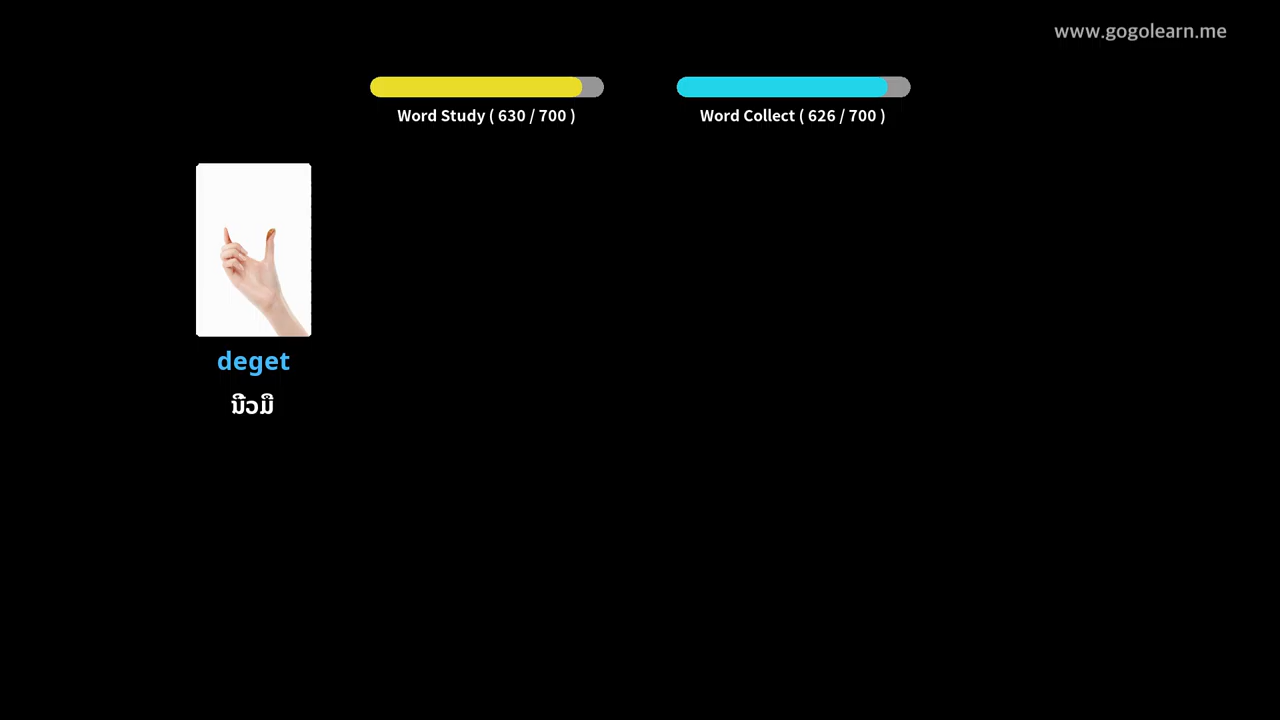 www.gogolearn.me
Word Study ( 630 / 700 )
Word Collect ( 626 / 700 )
deget
ນິ້ວມື